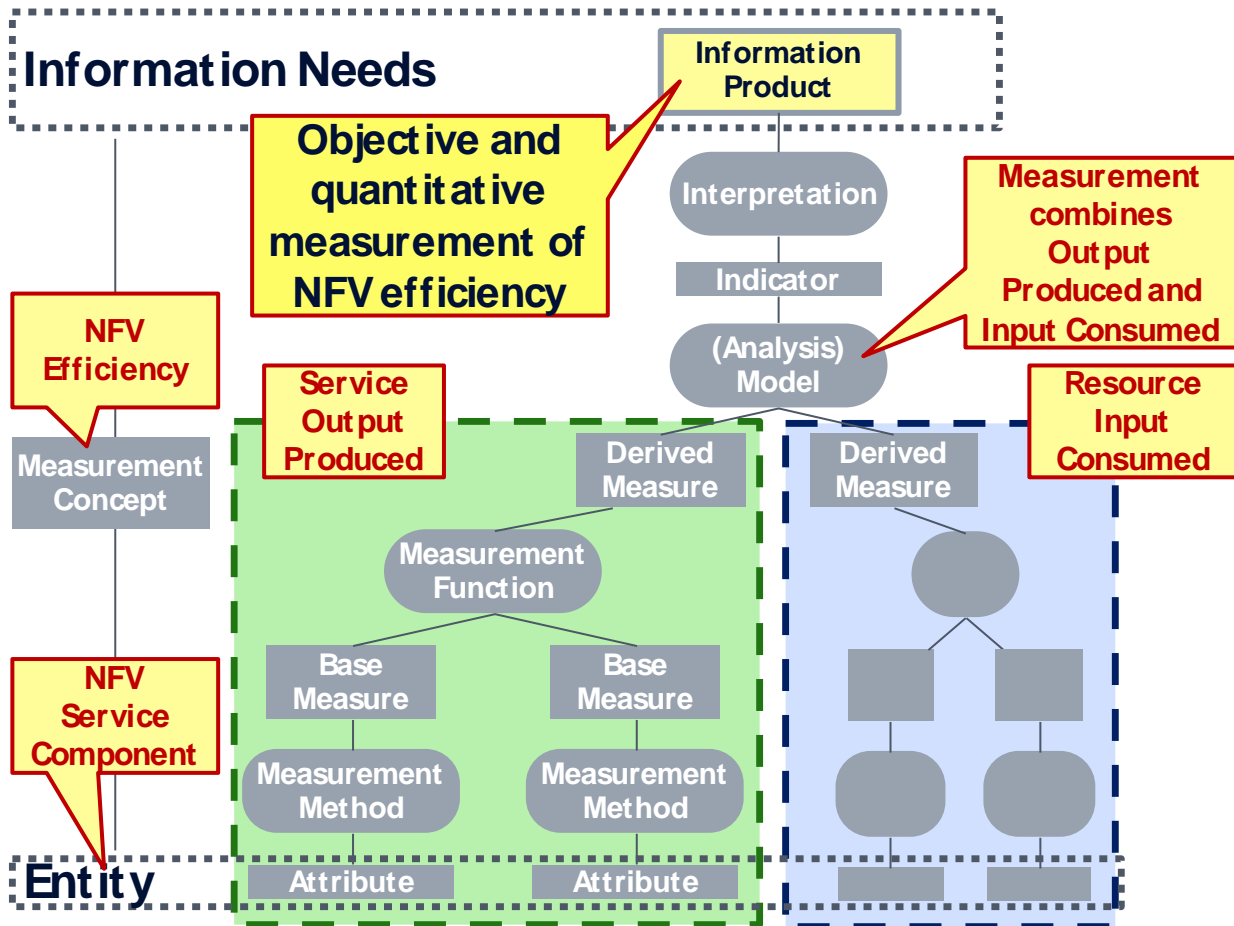 Information Needs
Information
Product
Objective and
quantitative
measurement of
NFV efficiency
Interpretation
Measurement
combines
Output
Produced and
Input Consumed
Indicator
NFV
Efficiency
(Analysis)
Model
Service
Output
Produced
Resource
Input
Consumed
Measurement
Concept
Derived
Measure
Derived
Measure
Measurement
Function
Base
Measure
Base
Measure
NFV
Service
Component
Measurement
Method
Measurement
Method
Entity
Attribute
Attribute